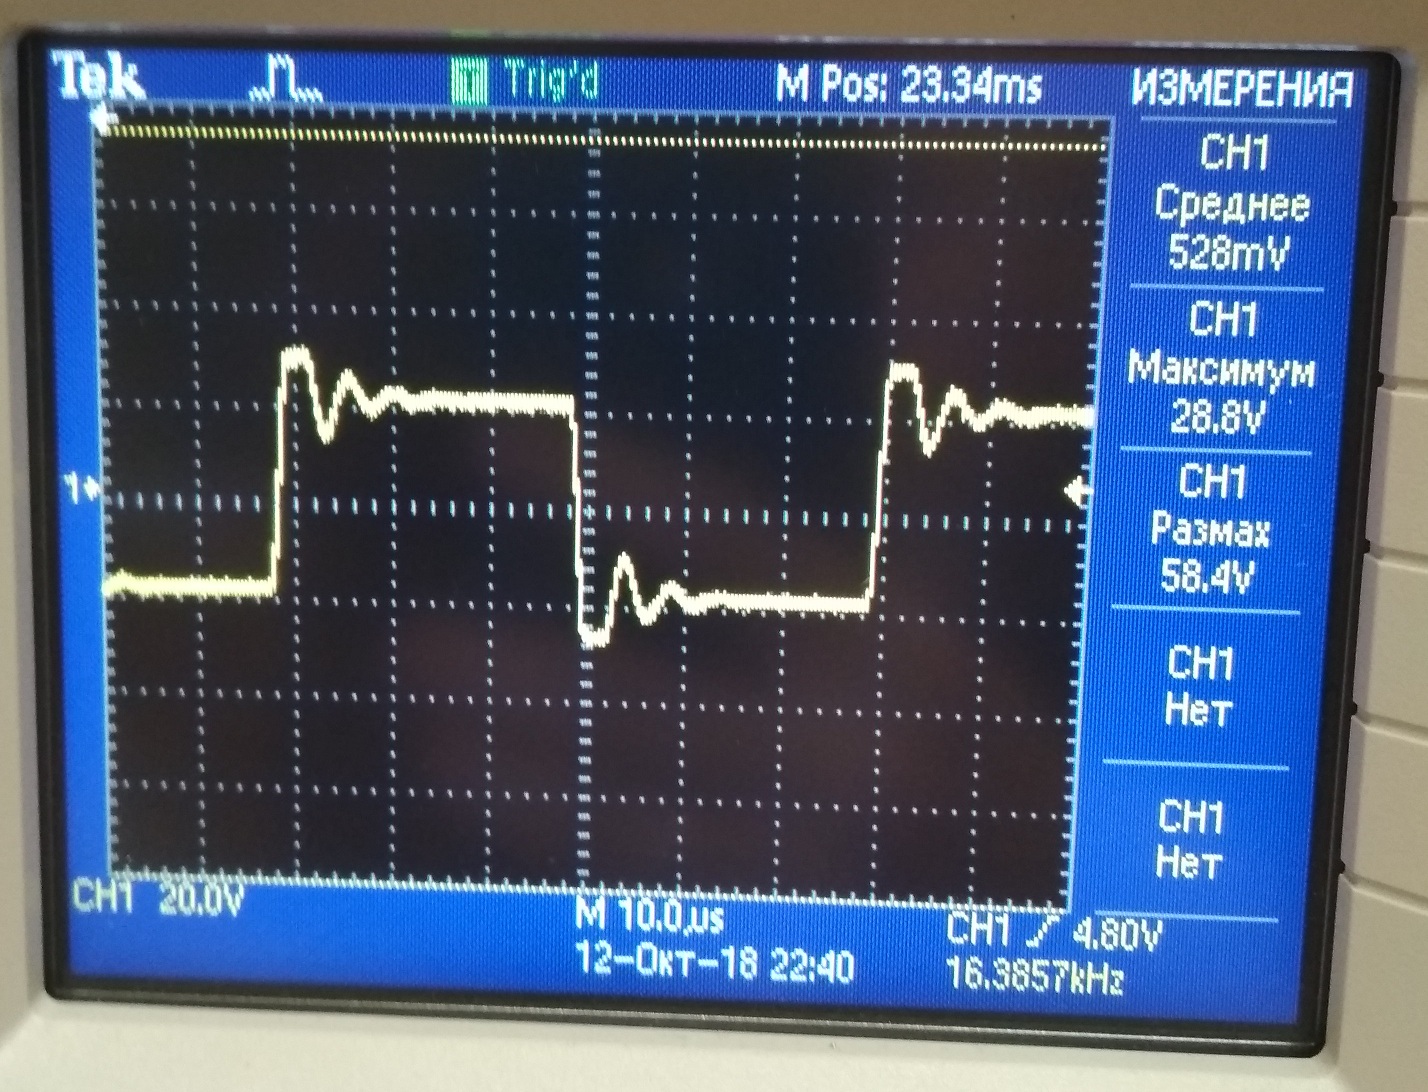 Tek
T Trig'd
M Pos: 23.34ms
ИЗМЕРЕНИЯ
CH1
Среднее
528mV
CH1
Максимум
28.8V
CH1
Размах
58.4V
CH1
Нет
CH1
Нет
1
CH1 20.0V
M 10.0µs
CH1 4.80V
12-Окт-18 22:40
16.3857kHz